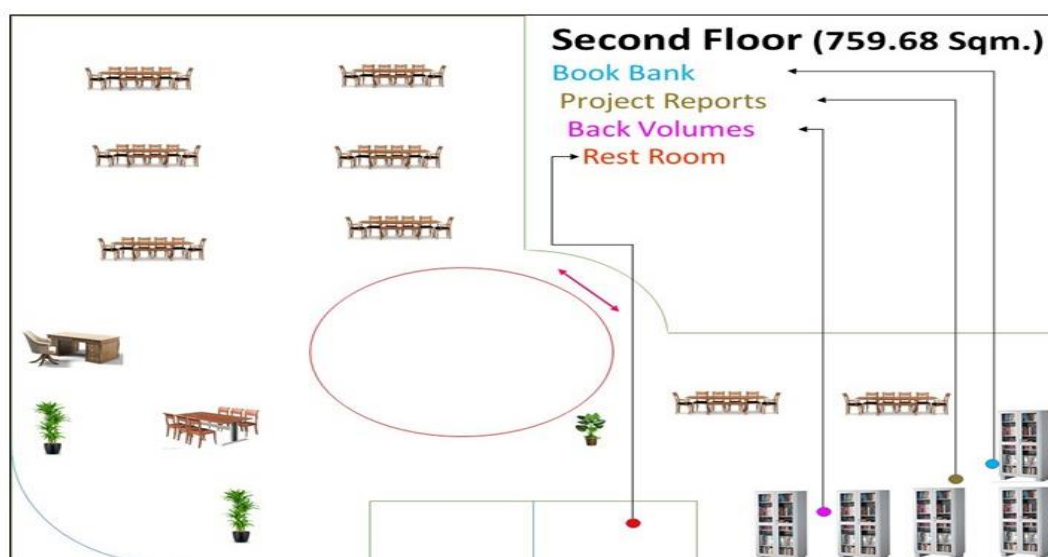 Second Floor (759.68 Sqm.)
Book Bank
Project Reports
Back Volumes
Rest Room